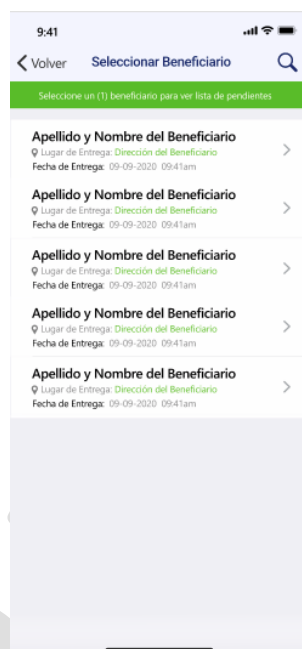 9:41
Volver Seleccionar Beneficiario
Seleccione un (1) beneficiario para ver lista de pendientes
Apellido y Nombre del Beneficiario
Lugar de Entrega: Dirección del Beneficiario
Fecha de Entrega: 09-09-2020 09:41am
Apellido y Nombre del Beneficiario
Lugar de Entrega: Dirección del Beneficiario
Fecha de Entrega: 09-09-2020 09:41am
Apellido y Nombre del Beneficiario
Lugar de Entrega: Dirección del Beneficiario
Fecha de Entrega: 09-09-2020 09:41am
Apellido y Nombre del Beneficiario
Lugar de Entrega: Dirección del Beneficiario
Fecha de Entrega: 09-09-2020 09:41am
Apellido y Nombre del Beneficiario
Lugar de Entrega: Dirección del Beneficiario
Fecha de Entrega: 09-09-2020 09:41am